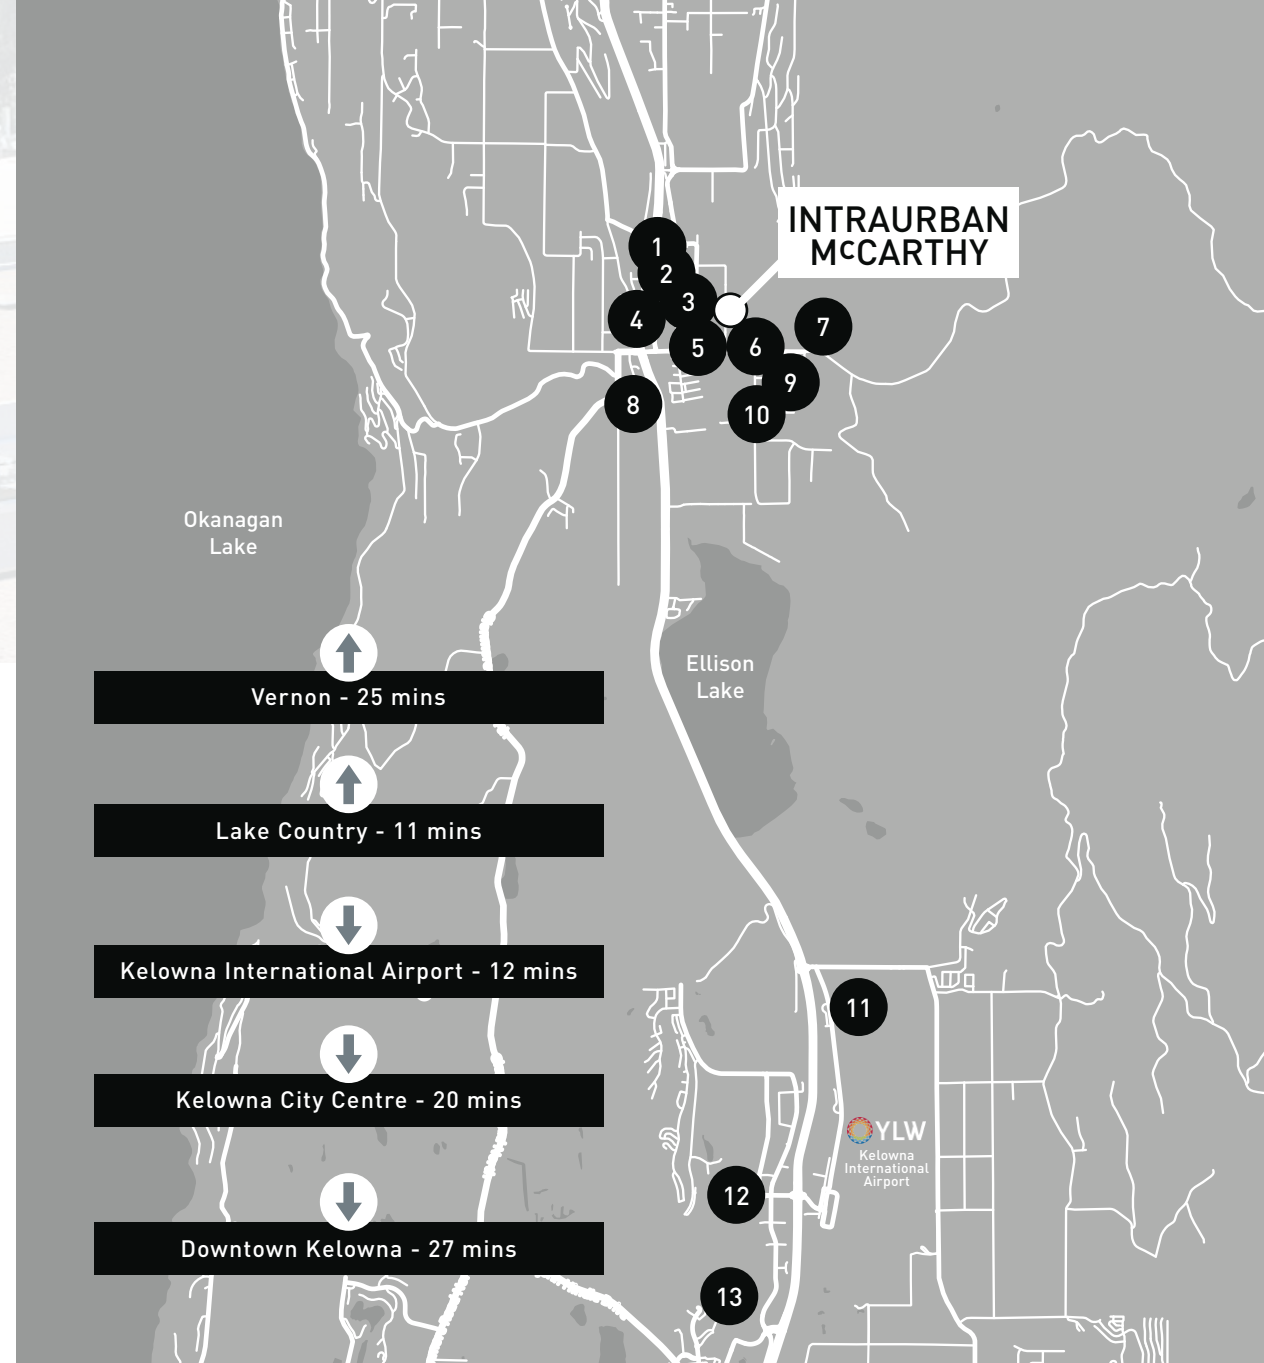 INTRAURBAN
McCARTHY
1
2
3
4
5
6
7
8
9
10
Okanagan
Lake
Ellison
Lake
Vernon - 25 mins
Lake Country - 11 mins
Kelowna International Airport - 12 mins
11
Kelowna City Centre - 20 mins
YLW
Kelowna
International
Airport
12
Downtown Kelowna - 27 mins
13